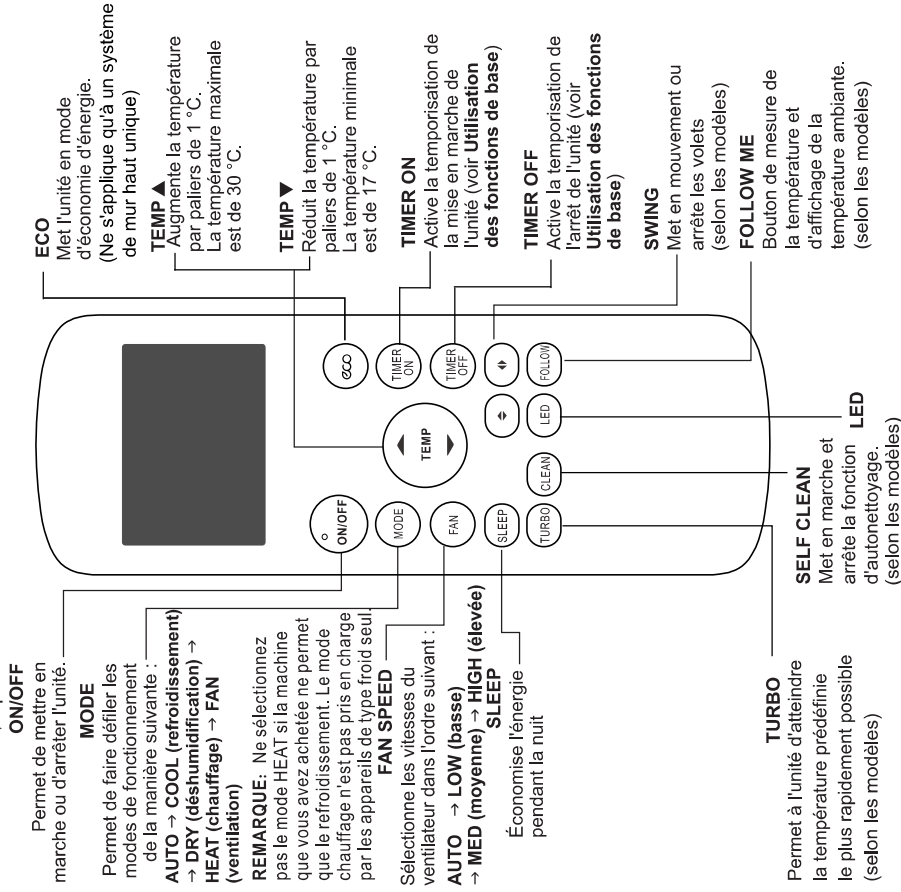 ON/OFF
Permet de mettre en
marche ou d'arrêter l'unité.
MODE
Permet de faire défiler les
modes de fonctionnement
de la manière suivante :
AUTO → COOL (refroidissement)
→ DRY (déshumidification) →
HEAT (chauffage) → FAN
(ventilation)
REMARQUE: Ne sélectionnez
pas le mode HEAT si la machine
que vous avez achetée ne permet
que le refroidissement. Le mode
chauffage n'est pas pris en charge
par les appareils de type froid seul.
FAN SPEED
Sélectionne les vitesses du
ventilateur dans l'ordre suivant :
AUTO → LOW (basse)
→ MED (moyenne) → HIGH (élevée)
SLEEP
Économise l'énergie
pendant la nuit
TURBO
Permet à l'unité d'atteindre
la température prédéfinie
le plus rapidement possible
(selon les modèles)
ON/OFF
MODE
FAN
SLEEP
TURBO
CLEAN
TEMP
LED
eco
TIMER
ON
TIMER
OFF
FOLLOW
SELF CLEAN
Met en marche et
arrête la fonction
d'autonettoyage.
(selon les modèles)
LED
ECO
Met l'unité en mode
d'économie d'énergie.
(Ne s'applique qu'à un système
de mur haut unique)
TEMP ▲
Augmente la température
par paliers de 1 °C.
La température maximale
est de 30 °C.
TEMP ▼
Réduit la température par
paliers de 1 °C.
La température minimale
est de 17 °C.
TIMER ON
Active la temporisation de
la mise en marche de
l'unité (voir Utilisation
des fonctions de base)
TIMER OFF
Active la temporisation de
l'arrêt de l'unité (voir
Utilisation des fonctions
de base)
SWING
Met en mouvement ou
arrête les volets
(selon les modèles)
FOLLOW ME
Bouton de mesure de
la température et
d'affichage de la
température ambiante.
(selon les modèles)